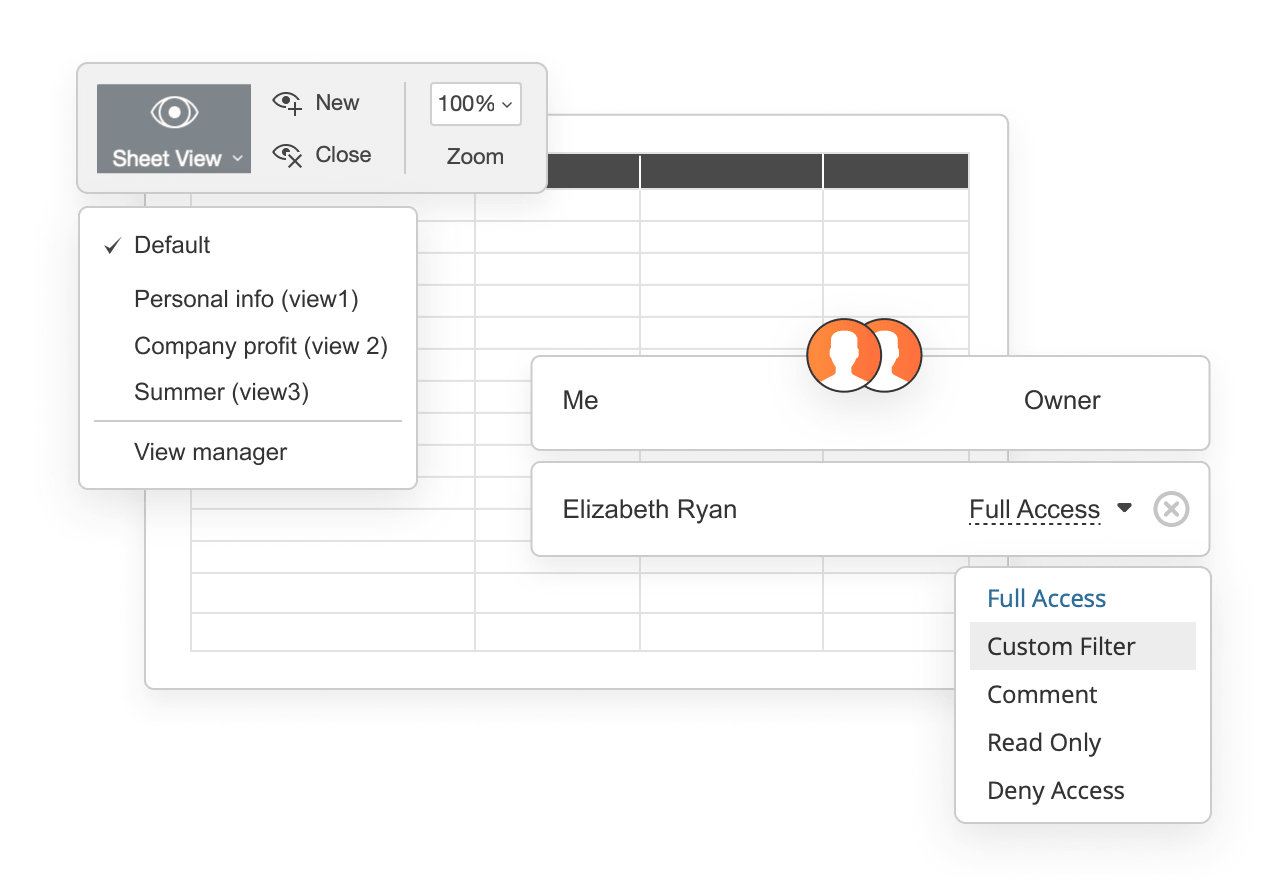 Sheet View
New
Close
100%
Zoom
Default
Personal info (view1)
Company profit (view 2)
Summer (view3)
View manager
Me
Owner
Elizabeth Ryan
Full Access
Full Access
Custom Filter
Comment
Read Only
Deny Access